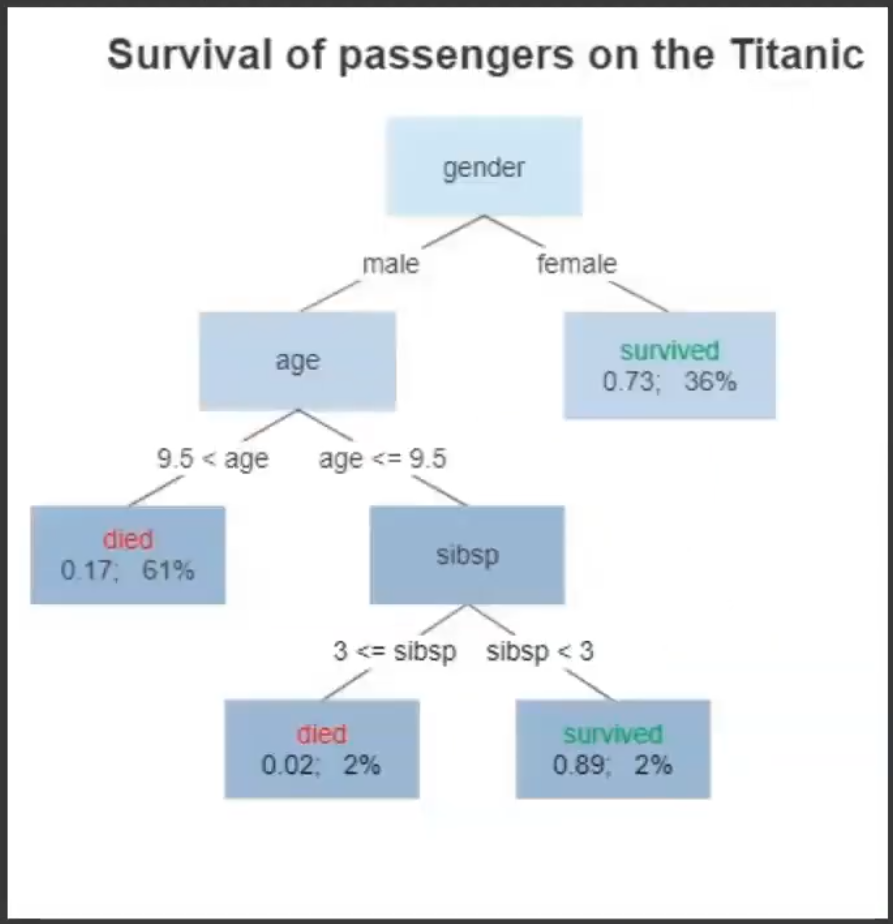 Survival of passengers on the Titanic
gender
male female
age
survived
0.73; 36%
9.5 < age age <= 9.5
died
0.17; 61%
sibsp
3 <= sibsp sibsp < 3
died
0.02; 2%
survived
0.89; 2%